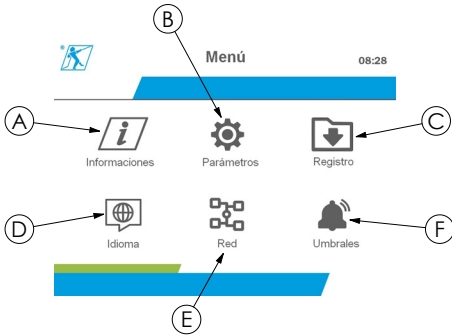 B
Menú 08:28
A C
Informaciones Parámetros Registro
D F
Idioma Red Umbrales
E